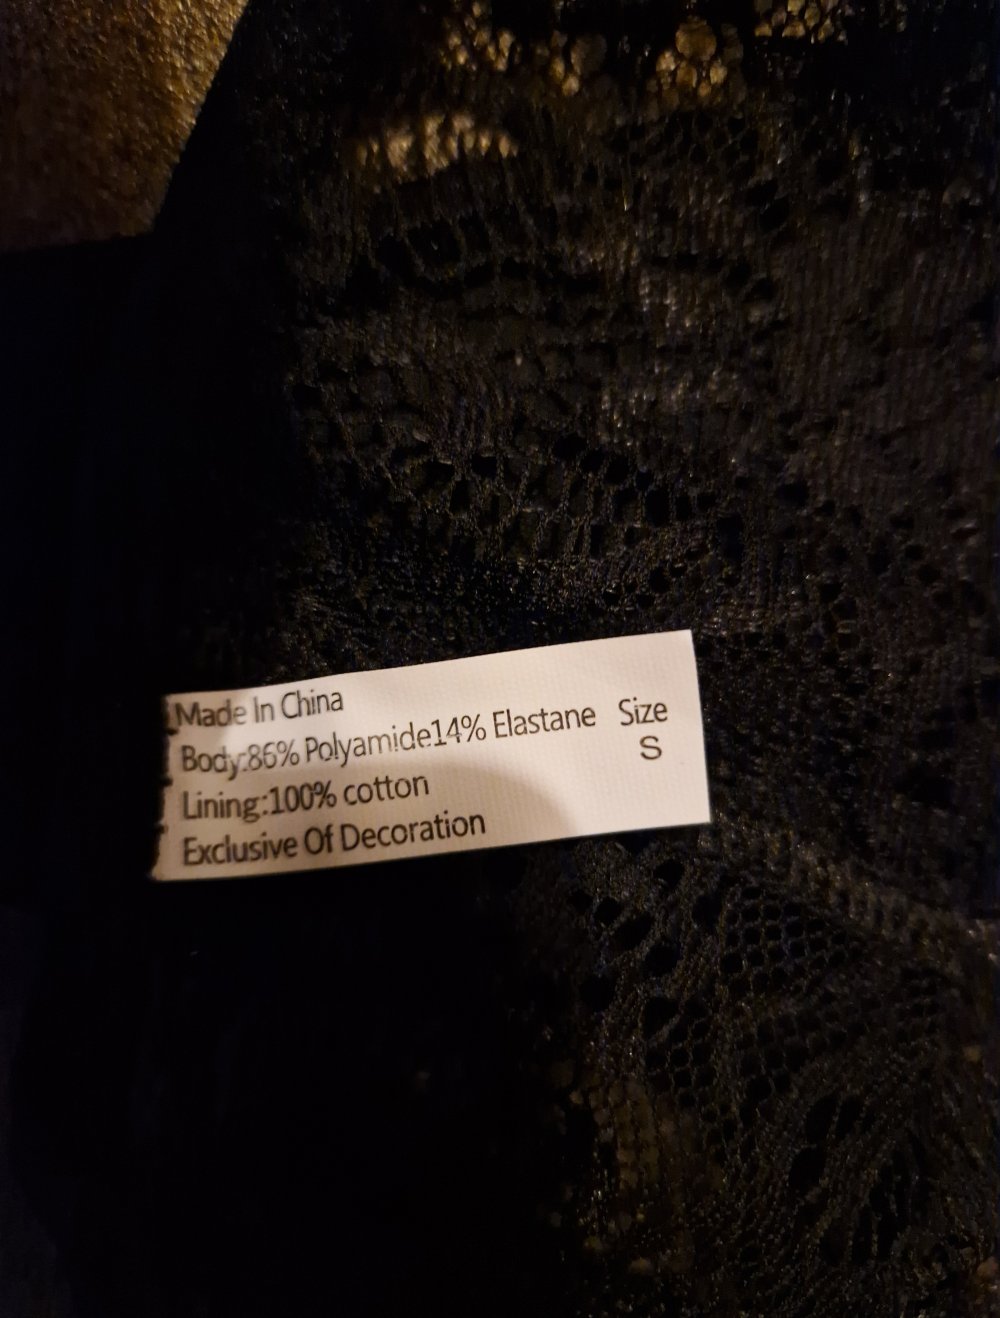 Made In China
Body:86% Polyamide14% Elastane Size
S
Lining:100% cotton
Exclusive Of Decoration